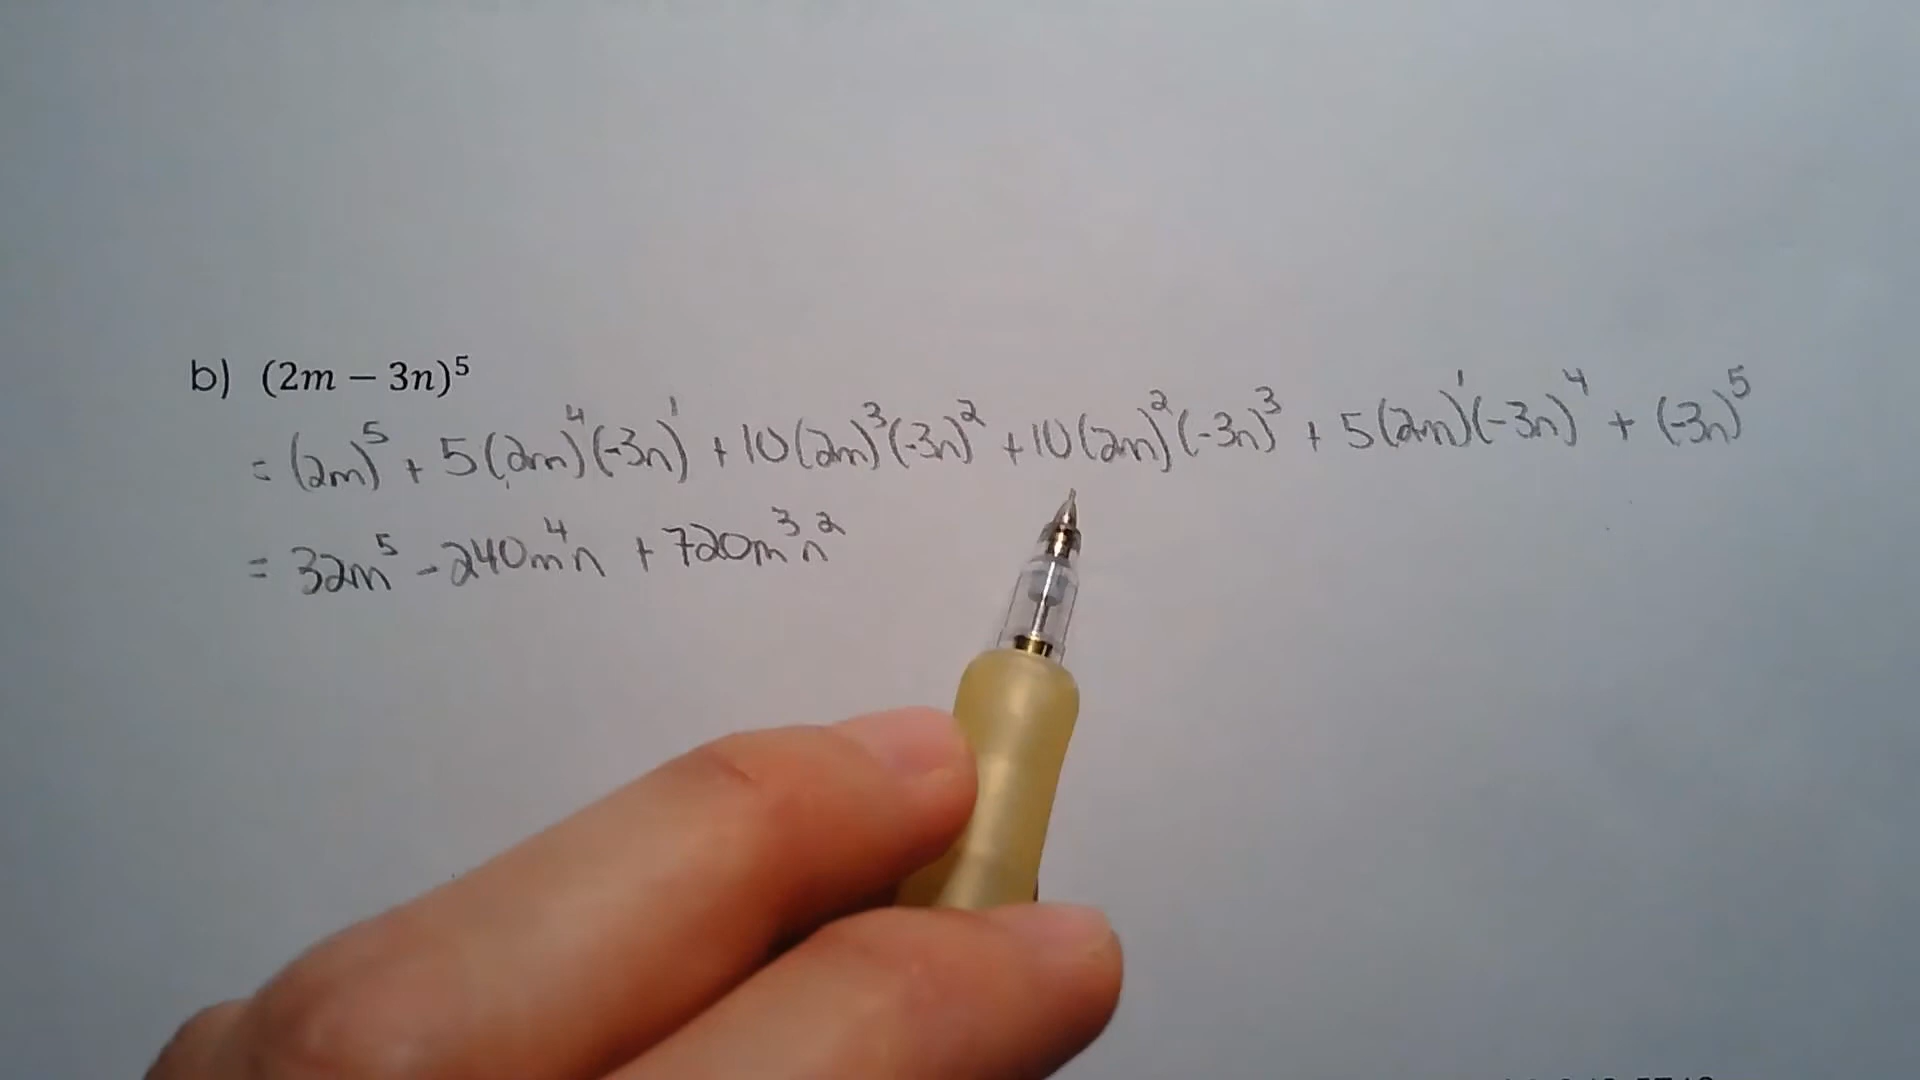 b) (2m − 3n)⁵
= (2m)⁵ + 5(2m)⁴(-3n)¹ + 10(2m)³(-3n)² + 10(2m)²(-3n)³ + 5(2m)¹(-3n)⁴ + (-3n)⁵
= 32m⁵ - 240m⁴n + 720m³n²